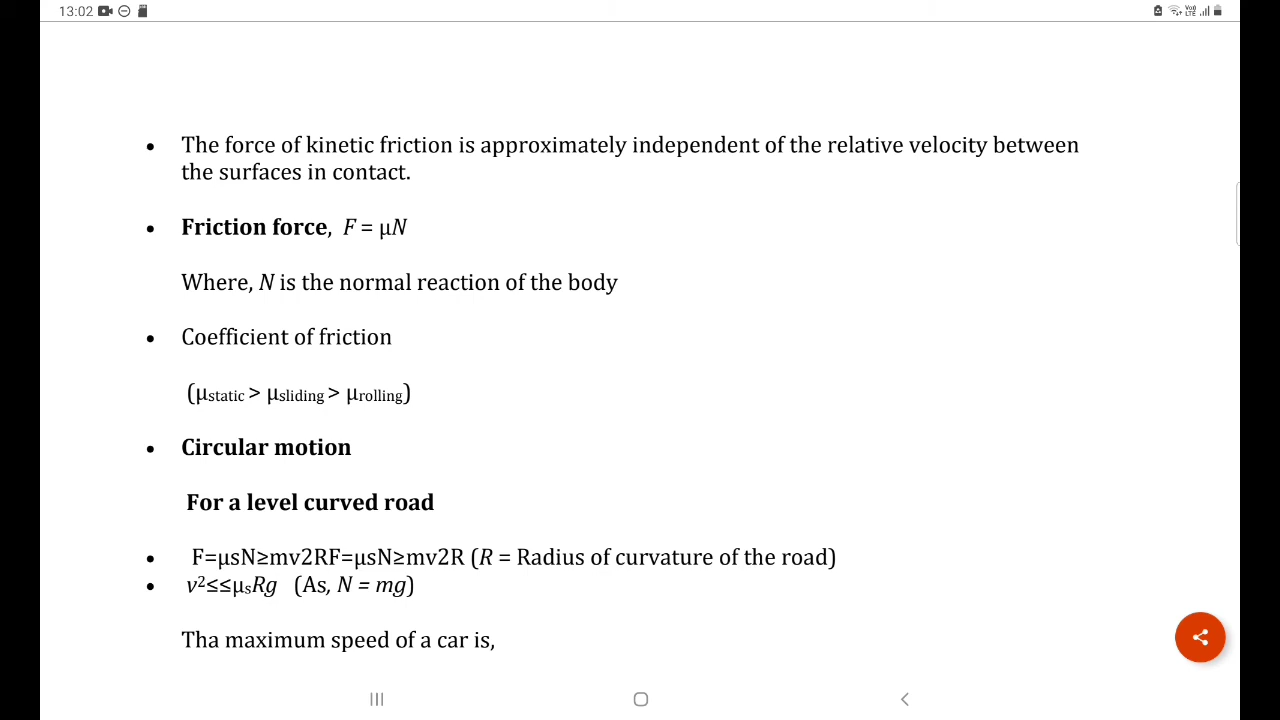 13:02
The force of kinetic friction is approximately independent of the relative velocity between
the surfaces in contact.
Friction force, F = µN
Where, N is the normal reaction of the body
Coefficient of friction
(µstatic > µsliding > µrolling)
Circular motion
For a level curved road
F=µsN≥mv2RF=µsN≥mv2R (R = Radius of curvature of the road)
v²≤≤µsRg (As, N = mg)
Tha maximum speed of a car is,